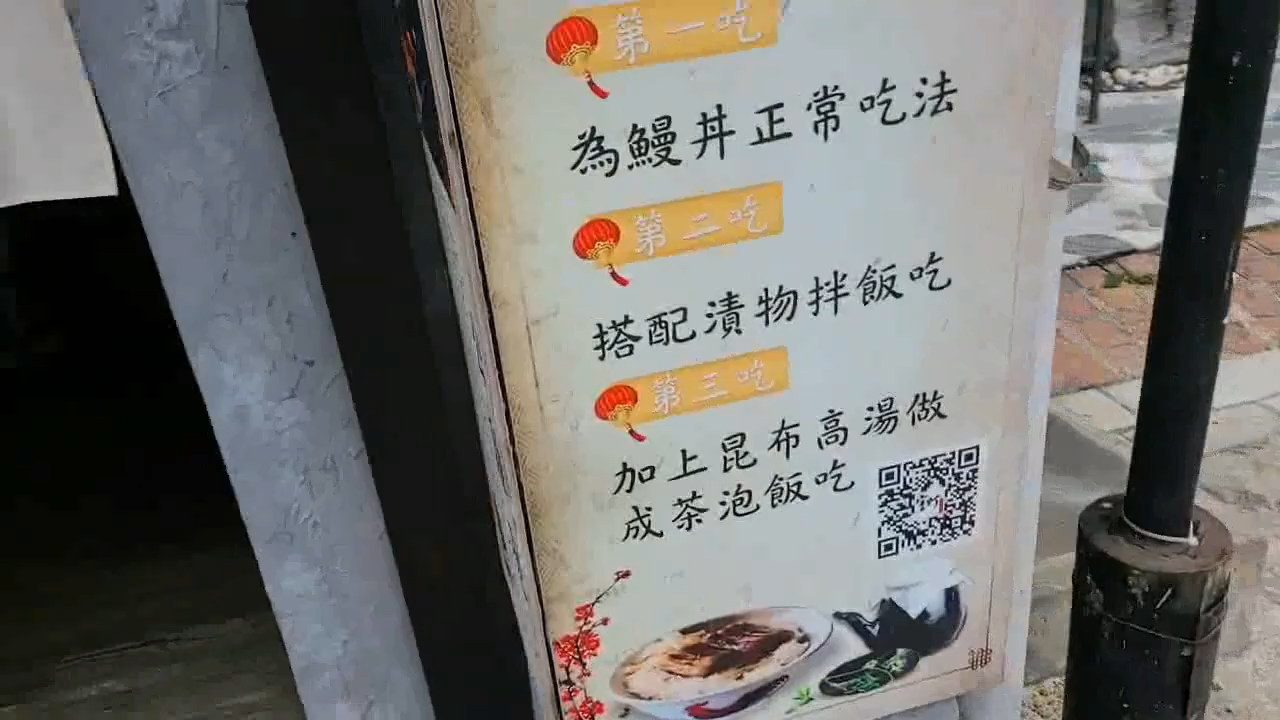 第一吃
為鰻丼正常吃法
第二吃
搭配漬物拌飯吃
第三吃
加上昆布高湯做
成茶泡飯吃